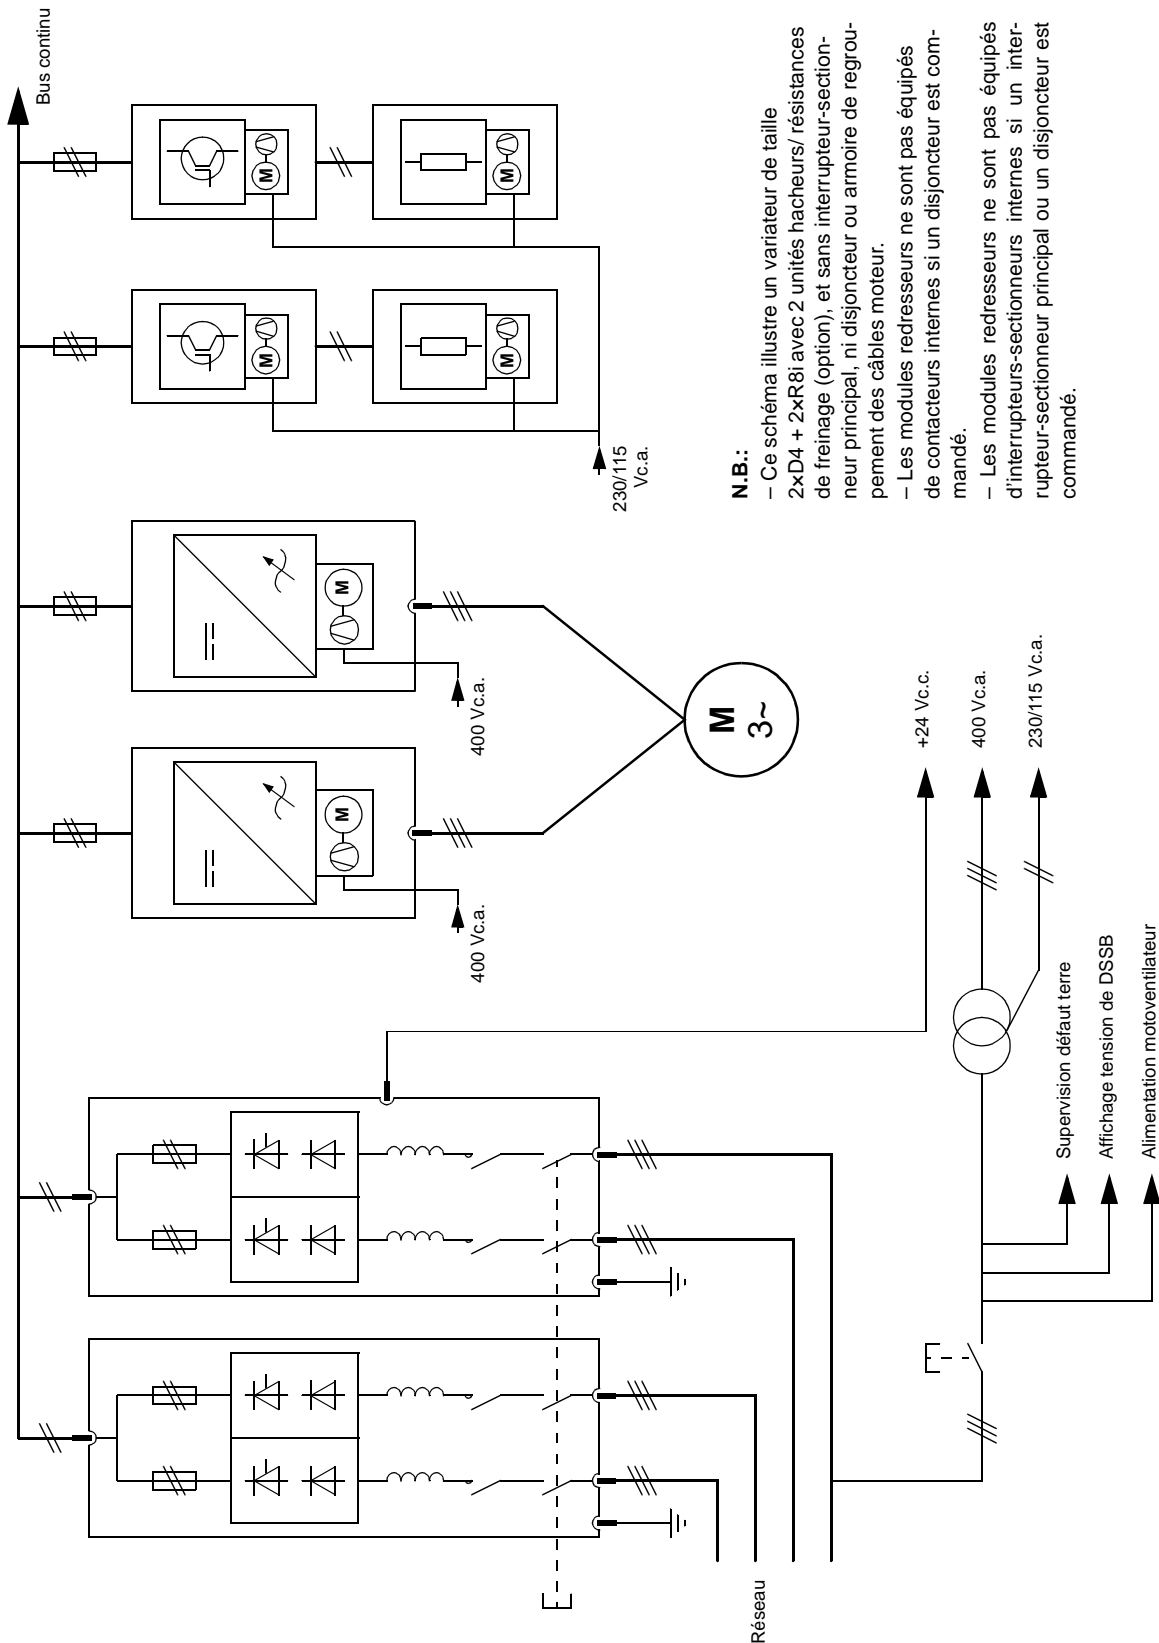 Bus continu
M
M
M
M
230/115
Vc.a.
M
M
400 Vc.a.
400 Vc.a.
M
3~
+24 Vc.c.
400 Vc.a.
230/115 Vc.a.
Supervision défaut terre
Affichage tension de DSSB
Alimentation motoventilateur
Réseau
N.B.:
– Ce schéma illustre un variateur de taille
2×D4 + 2×R8i avec 2 unités hacheurs/ résistances
de freinage (option), et sans interrupteur-section-
neur principal, ni disjoncteur ou armoire de regrou-
pement des câbles moteur.
– Les modules redresseurs ne sont pas équipés
de contacteurs internes si un disjoncteur est com-
mandé.
– Les modules redresseurs ne sont pas équipés
d'interrupteurs-sectionneurs internes si un inter-
rupteur-sectionneur principal ou un disjoncteur est
commandé.